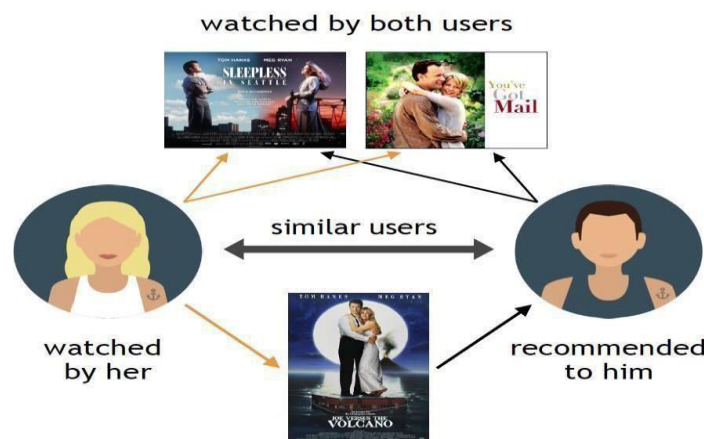 watched by both users
TOM HANKS MEG RYAN
SLEEPLESS
IN SEATTLE
You've
Got
Mail
similar users
TOM HANKS MEG RYAN
JOE VERSUS THE
VOLCANO
watched
by her
recommended
to him